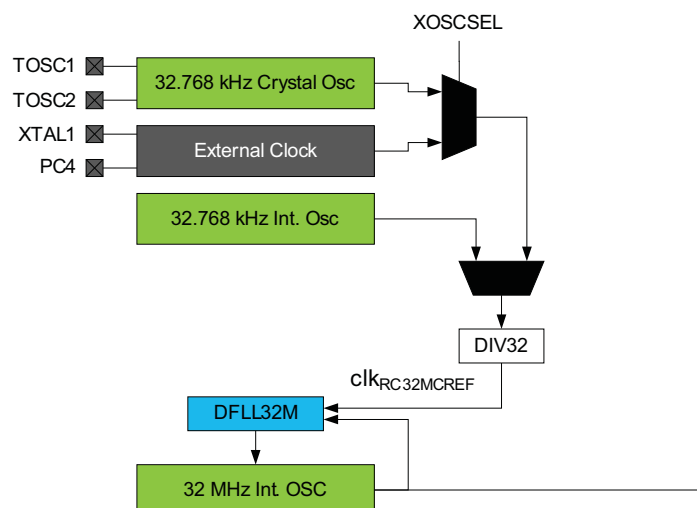 XOSCSEL
TOSC1
32.768 kHz Crystal Osc
TOSC2
XTAL1
External Clock
PC4
32.768 kHz Int. Osc
DIV32
clkRC32MCREF
DFLL32M
32 MHz Int. OSC